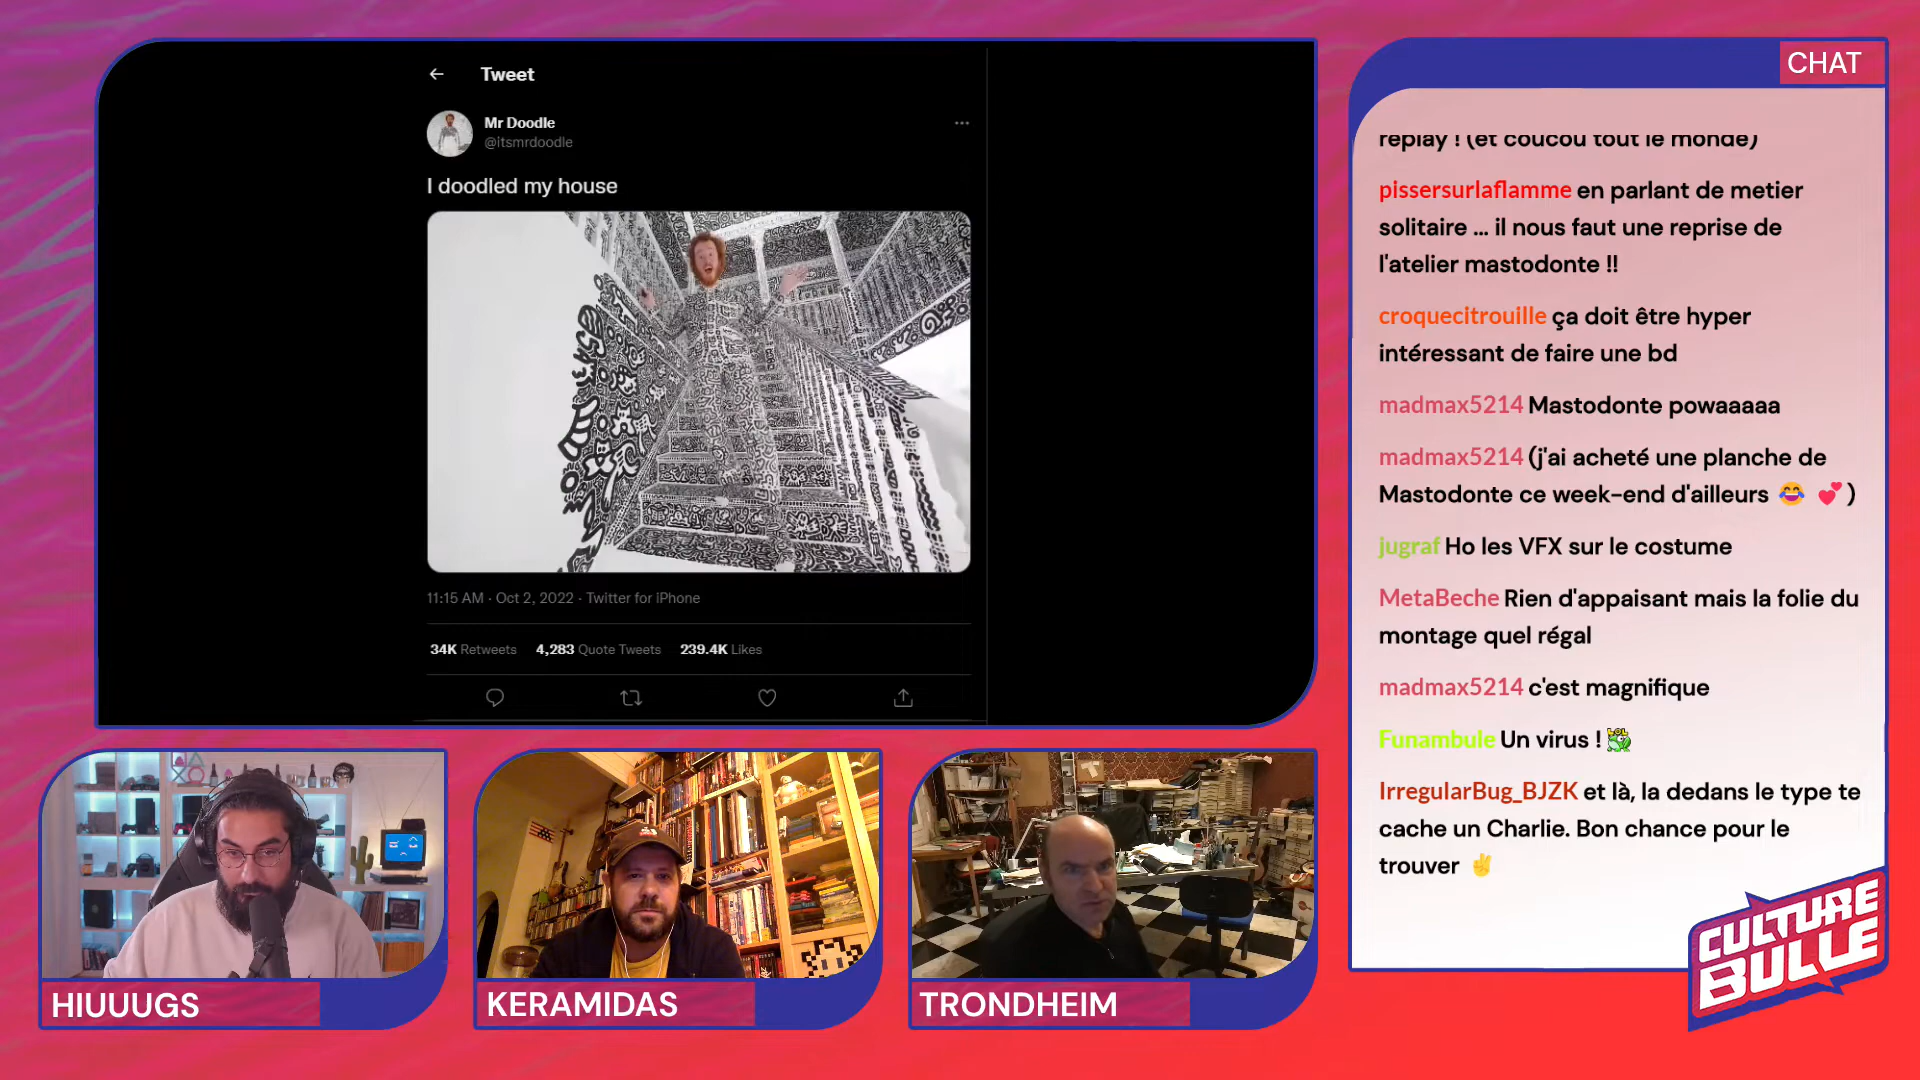 Tweet
Mr Doodle
@itsmrdoodle
I doodled my house
11:15 AM · Oct 2, 2022 · Twitter for iPhone
34K Retweets 4,283 Quote Tweets 239.4K Likes
HIUUUGS
KERAMIDAS
TRONDHEIM
CHAT
replay ! (et coucou tout le monde)
pissersurlaflamme en parlant de metier
solitaire ... il nous faut une reprise de
l'atelier mastodonte !!
croquecitrouille ça doit être hyper
intéressant de faire une bd
madmax5214 Mastodonte powaaaaa
madmax5214 (j'ai acheté une planche de
Mastodonte ce week-end d'ailleurs 😂 💕 )
jugraf Ho les VFX sur le costume
MetaBeche Rien d'appaisant mais la folie du
montage quel régal
madmax5214 c'est magnifique
Funambule Un virus !
IrregularBug_BJZK et là, la dedans le type te
cache un Charlie. Bon chance pour le
trouver ✌️
CULTURE
BULLE